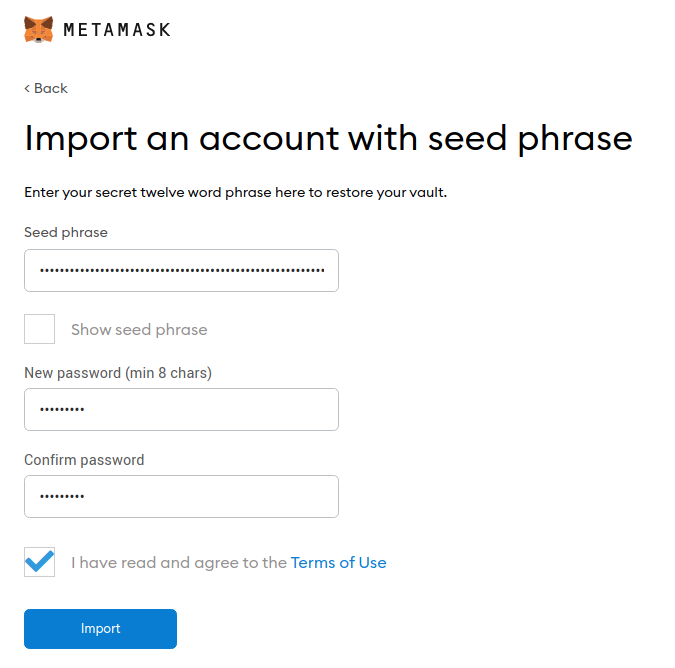 METAMASK
< Back
Import an account with seed phrase
Enter your secret twelve word phrase here to restore your vault.
Seed phrase
•••••••••••••••••••••••••••••••••••••••••••••••••••••••••
Show seed phrase
New password (min 8 chars)
•••••••••
Confirm password
•••••••••
I have read and agree to the Terms of Use
Import